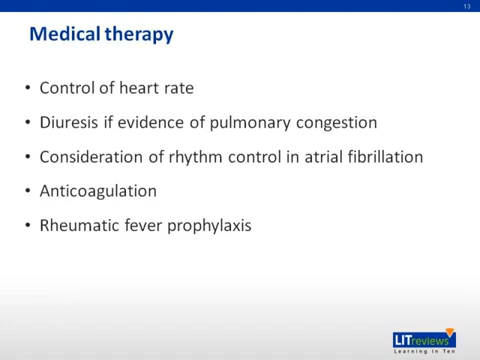 13
Medical therapy
• Control of heart rate
• Diuresis if evidence of pulmonary congestion
• Consideration of rhythm control in atrial fibrillation
• Anticoagulation
• Rheumatic fever prophylaxis
LITreviews
Learning in Ten